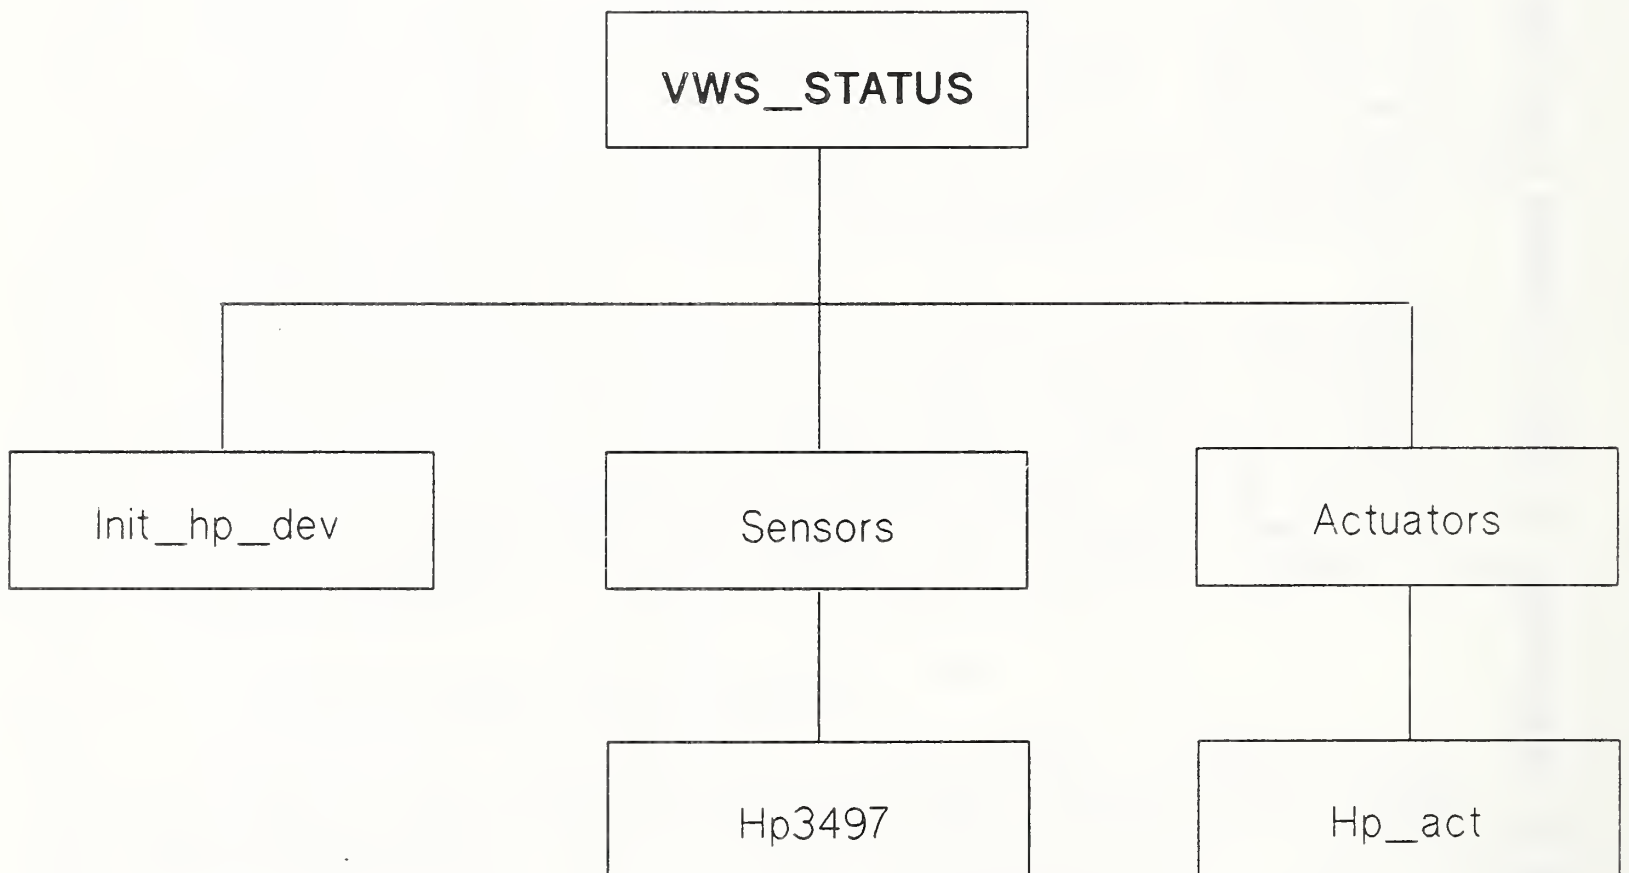 VWS_STATUS
Init_hp_dev
Sensors
Actuators
Hp3497
Hp_act